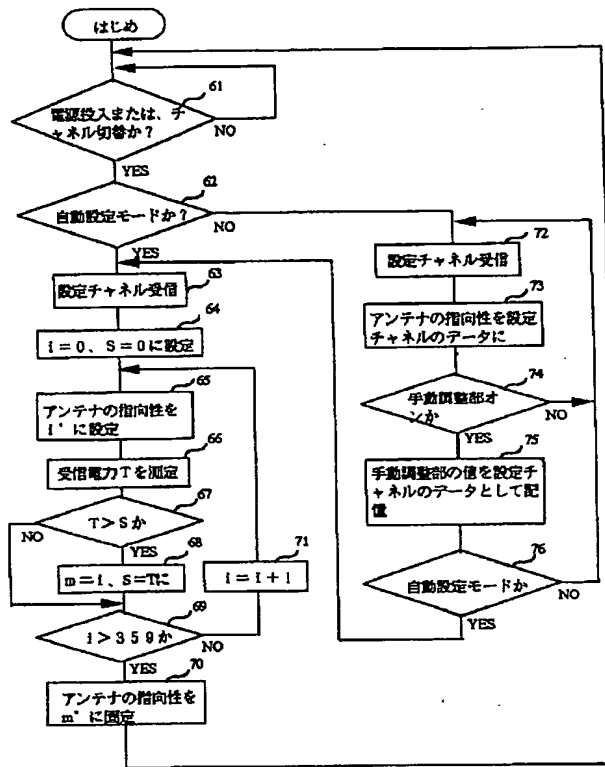 はじめ
61
電源投入または、チ
ャネル切替か？
NO
YES
62
自動設定モードか？
NO
YES
63
設定チャネル受信
64
i＝0、S＝0に設定
65
アンテナの指向性を
i°に設定
66
受信電力Tを測定
67
T＞Sか
NO
YES
68
m＝i、S＝Tに
71
i＝i＋1
69
i＞359か
NO
YES
70
アンテナの指向性を
m°に固定
72
設定チャネル受信
73
アンテナの指向性を設定
チャネルのデータに
74
手動調整部オ
ンか
NO
YES
75
手動調整部の値を設定チャ
ネルのデータとして記
憶
76
自動設定モードか
NO
YES